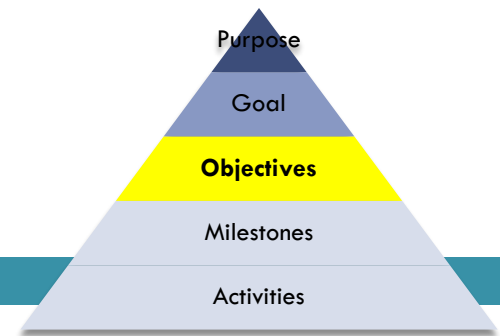 Purpose
Goal
Objectives
Milestones
Activities